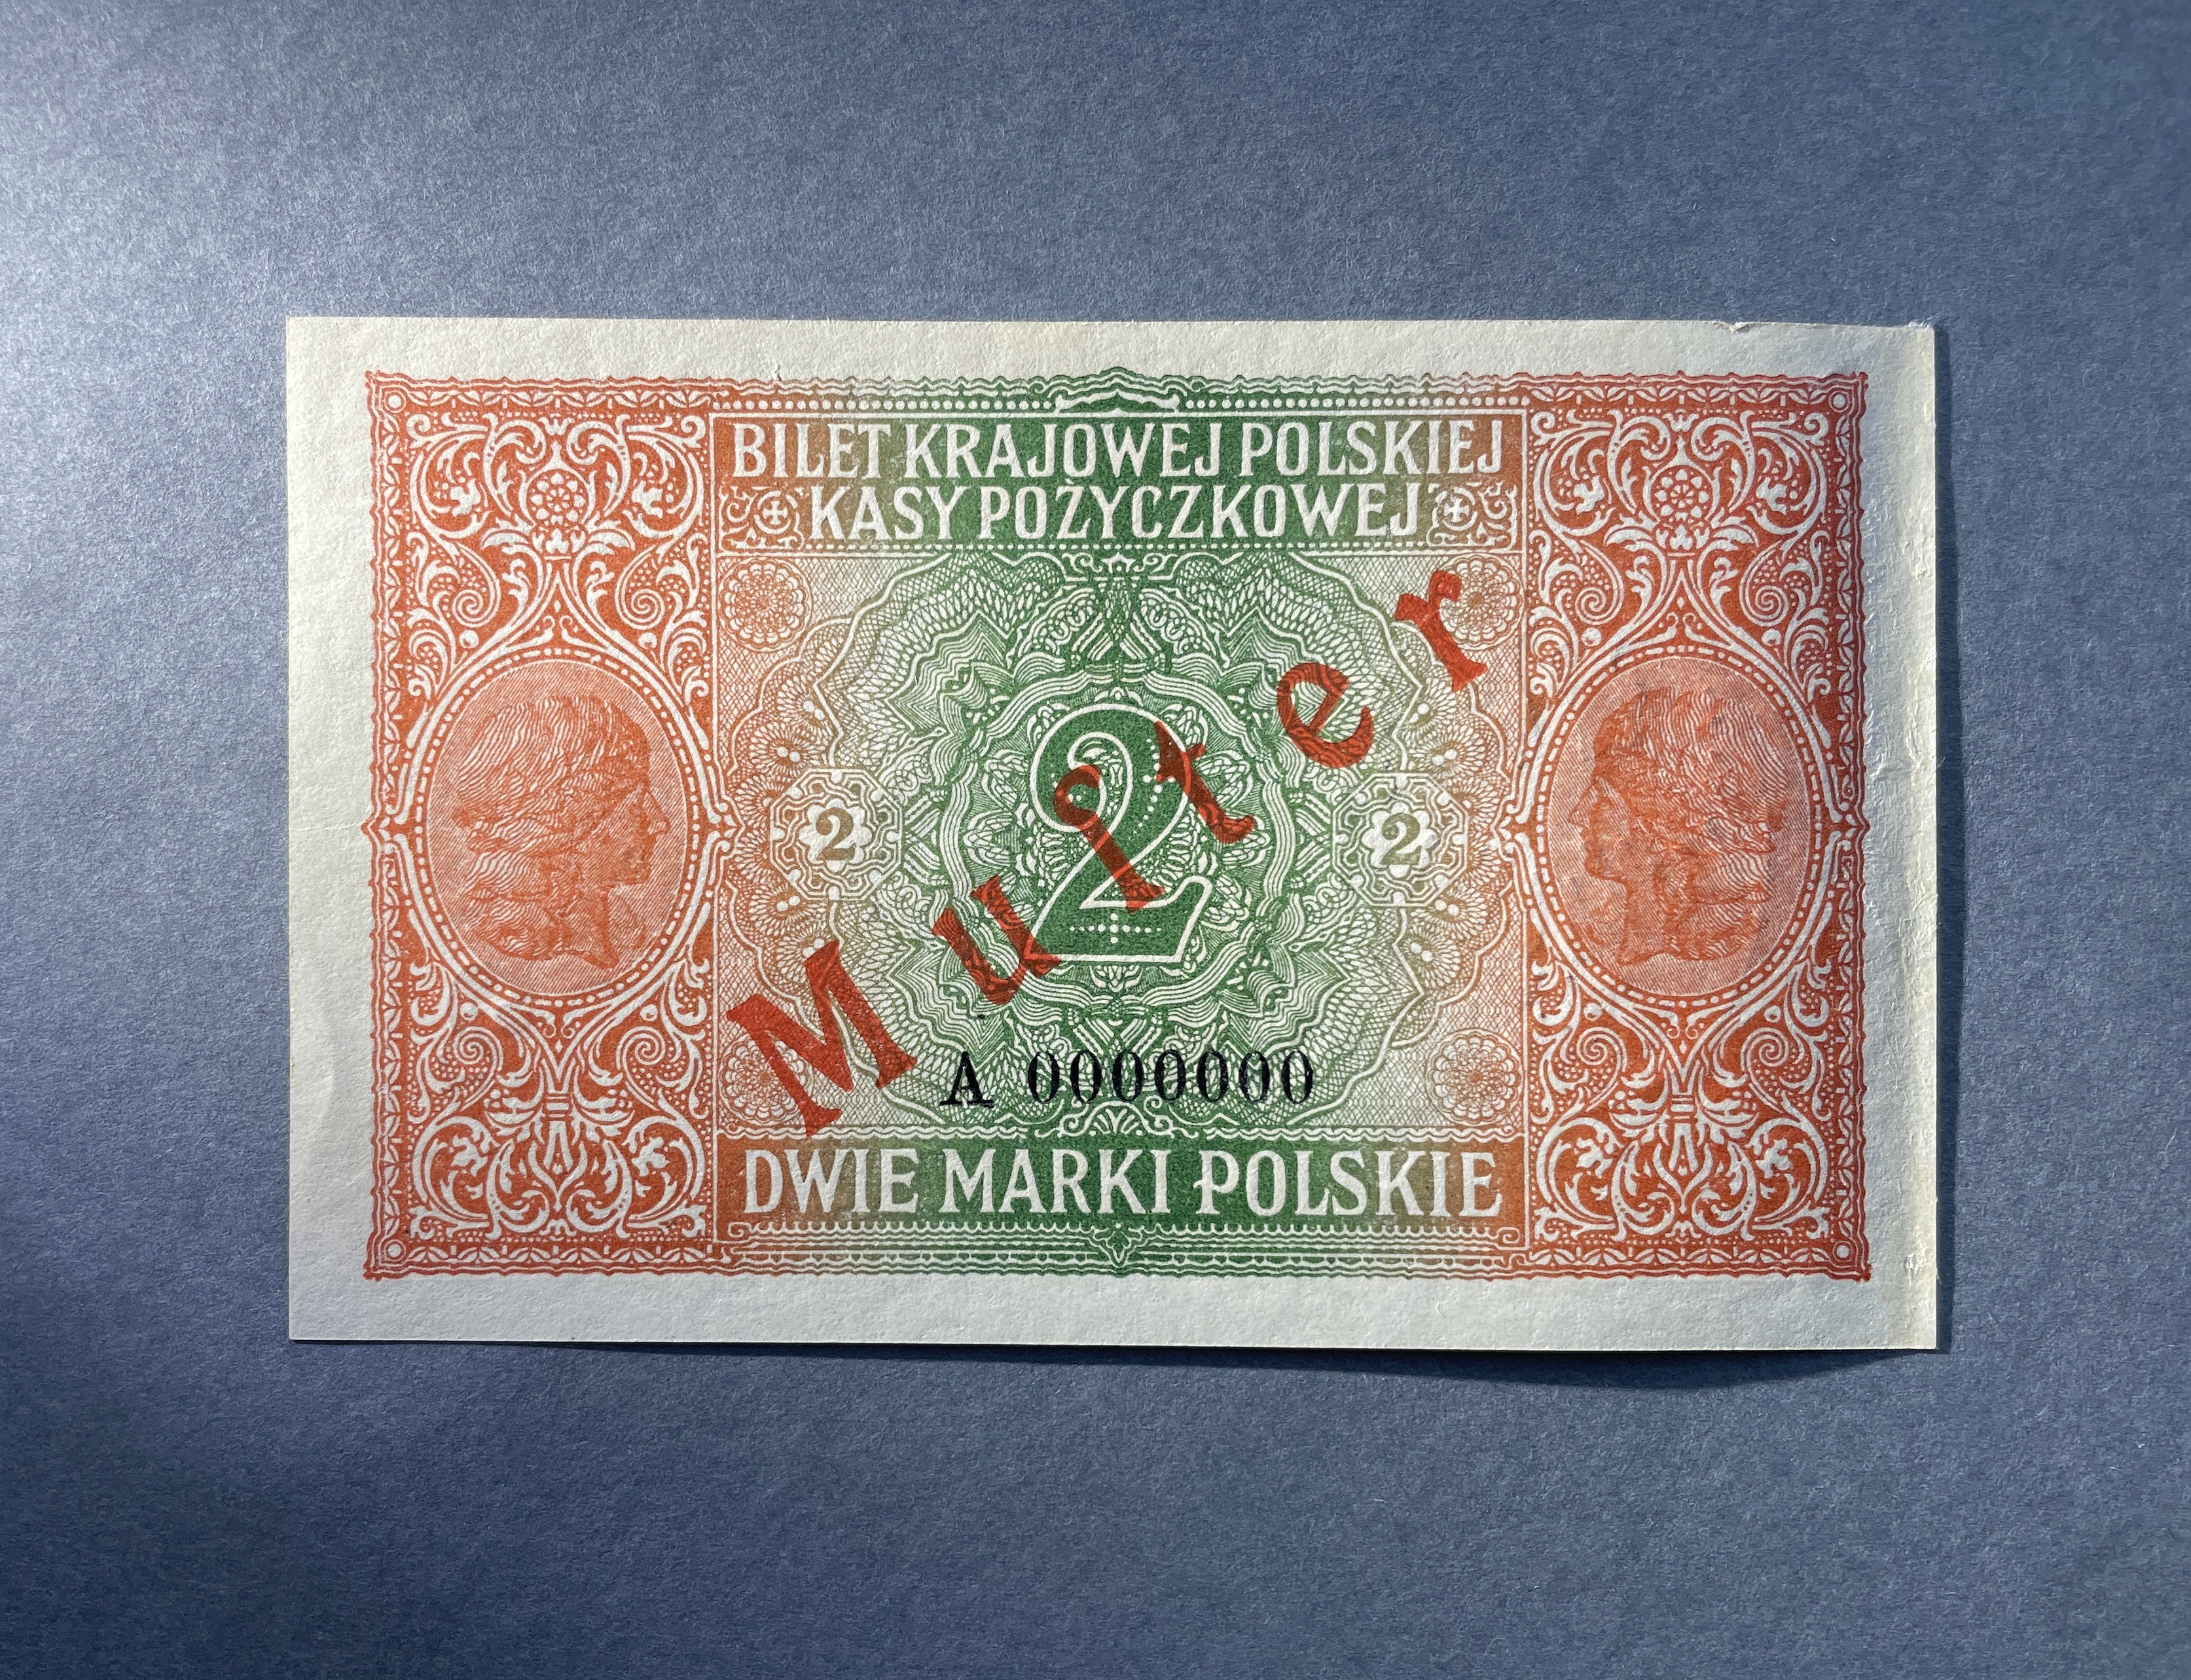 BILET KRAJOWEJ POLSKIEJ
KASY POŻYCZKOWEJ
2
2
2
Muſter
A 0000000
DWIE MARKI POLSKIE